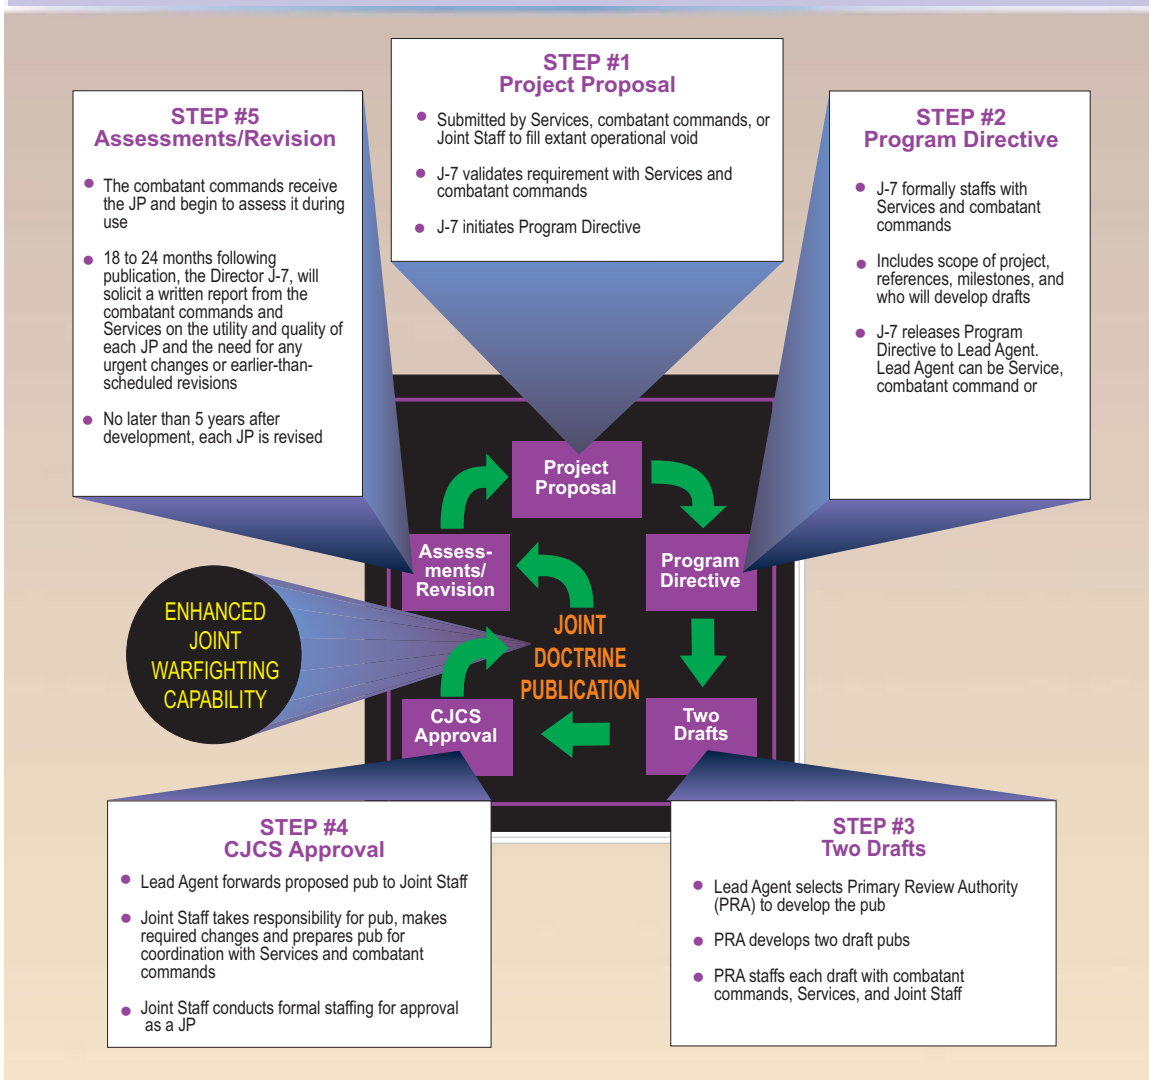 STEP #1
Project Proposal
• Submitted by Services, combatant commands, or
Joint Staff to fill extant operational void
• J-7 validates requirement with Services and
combatant commands
• J-7 initiates Program Directive
STEP #2
Program Directive
• J-7 formally staffs with
Services and combatant
commands
• Includes scope of project,
references, milestones, and
who will develop drafts
• J-7 releases Program
Directive to Lead Agent.
Lead Agent can be Service,
combatant command or
STEP #5
Assessments/Revision
• The combatant commands receive
the JP and begin to assess it during
use
• 18 to 24 months following
publication, the Director J-7, will
solicit a written report from the
combatant commands and
Services on the utility and quality of
each JP and the need for any
urgent changes or earlier-than-
scheduled revisions
• No later than 5 years after
development, each JP is revised
Project
Proposal
Assess-
ments/
Revision
Program
Directive
ENHANCED
JOINT
WARFIGHTING
CAPABILITY
JOINT
DOCTRINE
PUBLICATION
CJCS
Approval
Two
Drafts
STEP #4
CJCS Approval
• Lead Agent forwards proposed pub to Joint Staff
• Joint Staff takes responsibility for pub, makes
required changes and prepares pub for
coordination with Services and combatant
commands
• Joint Staff conducts formal staffing for approval
as a JP
STEP #3
Two Drafts
• Lead Agent selects Primary Review Authority
(PRA) to develop the pub
• PRA develops two draft pubs
• PRA staffs each draft with combatant
commands, Services, and Joint Staff